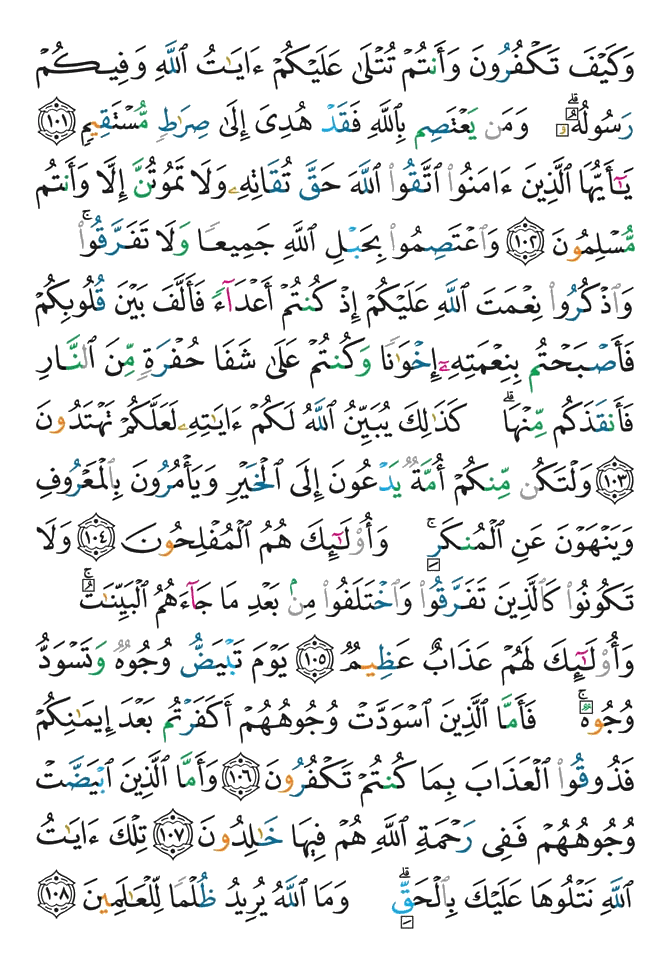 وَكَيۡفَ تَكۡفُرُونَ وَأَنتُمۡ تُتۡلَىٰ عَلَيۡكُمۡ ءَايَٰتُ ٱللَّهِ وَفِيكُمۡ
رَسُولُهُۥۗ وَمَن يَعۡتَصِم بِٱللَّهِ فَقَدۡ هُدِيَ إِلَىٰ صِرَٰطٖ مُّسۡتَقِيمٖ ١٠١
يَٰٓأَيُّهَا ٱلَّذِينَ ءَامَنُواْ ٱتَّقُواْ ٱللَّهَ حَقَّ تُقَاتِهِۦ وَلَا تَمُوتُنَّ إِلَّا وَأَنتُم
مُّسۡلِمُونَ ١٠٢ وَٱعۡتَصِمُواْ بِحَبۡلِ ٱللَّهِ جَمِيعٗا وَلَا تَفَرَّقُواْۚ
وَٱذۡكُرُواْ نِعۡمَتَ ٱللَّهِ عَلَيۡكُمۡ إِذۡ كُنتُمۡ أَعۡدَآءٗ فَأَلَّفَ بَيۡنَ قُلُوبِكُمۡ
فَأَصۡبَحۡتُم بِنِعۡمَتِهِۦٓ إِخۡوَٰنٗا وَكُنتُمۡ عَلَىٰ شَفَا حُفۡرَةٖ مِّنَ ٱلنَّارِ
فَأَنقَذَكُم مِّنۡهَاۗ كَذَٰلِكَ يُبَيِّنُ ٱللَّهُ لَكُمۡ ءَايَٰتِهِۦ لَعَلَّكُمۡ تَهۡتَدُونَ
١٠٣ وَلۡتَكُن مِّنكُمۡ أُمَّةٞ يَدۡعُونَ إِلَى ٱلۡخَيۡرِ وَيَأۡمُرُونَ بِٱلۡمَعۡرُوفِ
وَيَنۡهَوۡنَ عَنِ ٱلۡمُنكَرِۚ وَأُوْلَٰٓئِكَ هُمُ ٱلۡمُفۡلِحُونَ ١٠٤ وَلَا
تَكُونُواْ كَٱلَّذِينَ تَفَرَّقُواْ وَٱخۡتَلَفُواْ مِنۢ بَعۡدِ مَا جَآءَهُمُ ٱلۡبَيِّنَٰتُۚ
وَأُوْلَٰٓئِكَ لَهُمۡ عَذَابٌ عَظِيمٞ ١٠٥ يَوۡمَ تَبۡيَضُّ وُجُوهٞ وَتَسۡوَدُّ
وُجُوهٞۚ فَأَمَّا ٱلَّذِينَ ٱسۡوَدَّتۡ وُجُوهُهُمۡ أَكَفَرۡتُم بَعۡدَ إِيمَٰنِكُمۡ
فَذُوقُواْ ٱلۡعَذَابَ بِمَا كُنتُمۡ تَكۡفُرُونَ ١٠٦ وَأَمَّا ٱلَّذِينَ ٱبۡيَضَّتۡ
وُجُوهُهُمۡ فَفِي رَحۡمَةِ ٱللَّهِ هُمۡ فِيهَا خَٰلِدُونَ ١٠٧ تِلۡكَ ءَايَٰتُ
ٱللَّهِ نَتۡلُوهَا عَلَيۡكَ بِٱلۡحَقِّۗ وَمَا ٱللَّهُ يُرِيدُ ظُلۡمٗا لِّلۡعَٰلَمِينَ ١٠٨